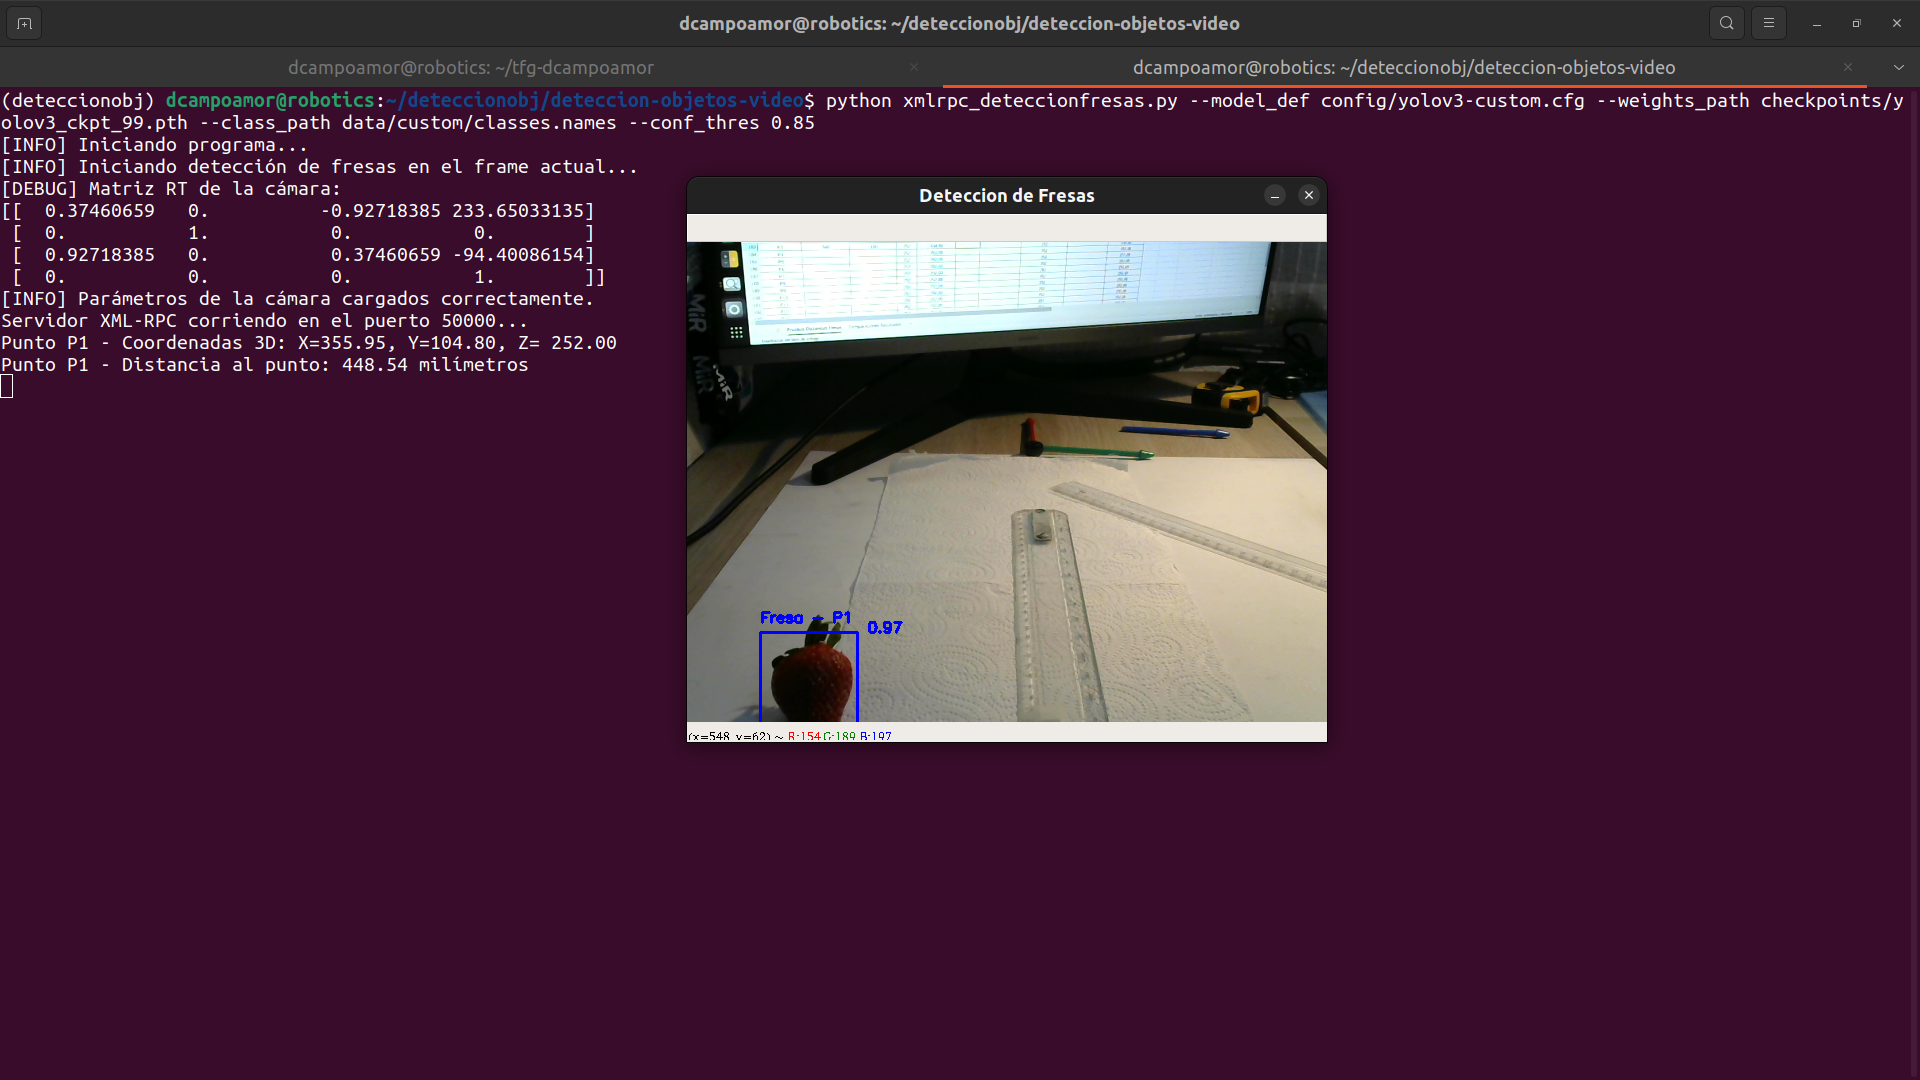 dcampoamor@robotics: ~/deteccionobj/deteccion-objetos-video
dcampoamor@robotics: ~/tfg-dcampoamor
dcampoamor@robotics: ~/deteccionobj/deteccion-objetos-video
(deteccionobj) dcampoamor@robotics:~/deteccionobj/deteccion-objetos-video$ python xmlrpc_deteccionfresas.py --model_def config/yolov3-custom.cfg --weights_path checkpoints/y
olov3_ckpt_99.pth --class_path data/custom/classes.names --conf_thres 0.85
[INFO] Iniciando programa...
[INFO] Iniciando detección de fresas en el frame actual...
[DEBUG] Matriz RT de la cámara:
[[ 0.37460659 0. -0.92718385 233.65033135]
[ 0. 1. 0. 0. ]
[ 0.92718385 0. 0.37460659 -94.40086154]
[ 0. 0. 0. 1. ]]
[INFO] Parámetros de la cámara cargados correctamente.
Servidor XML-RPC corriendo en el puerto 50000...
Punto P1 - Coordenadas 3D: X=355.95, Y=104.80, Z= 252.00
Punto P1 - Distancia al punto: 448.54 milímetros
Deteccion de Fresas
MiR
MiR
Fresa - P1
0.97
(x=548, y=62) ~ R:154 G:189 B:197